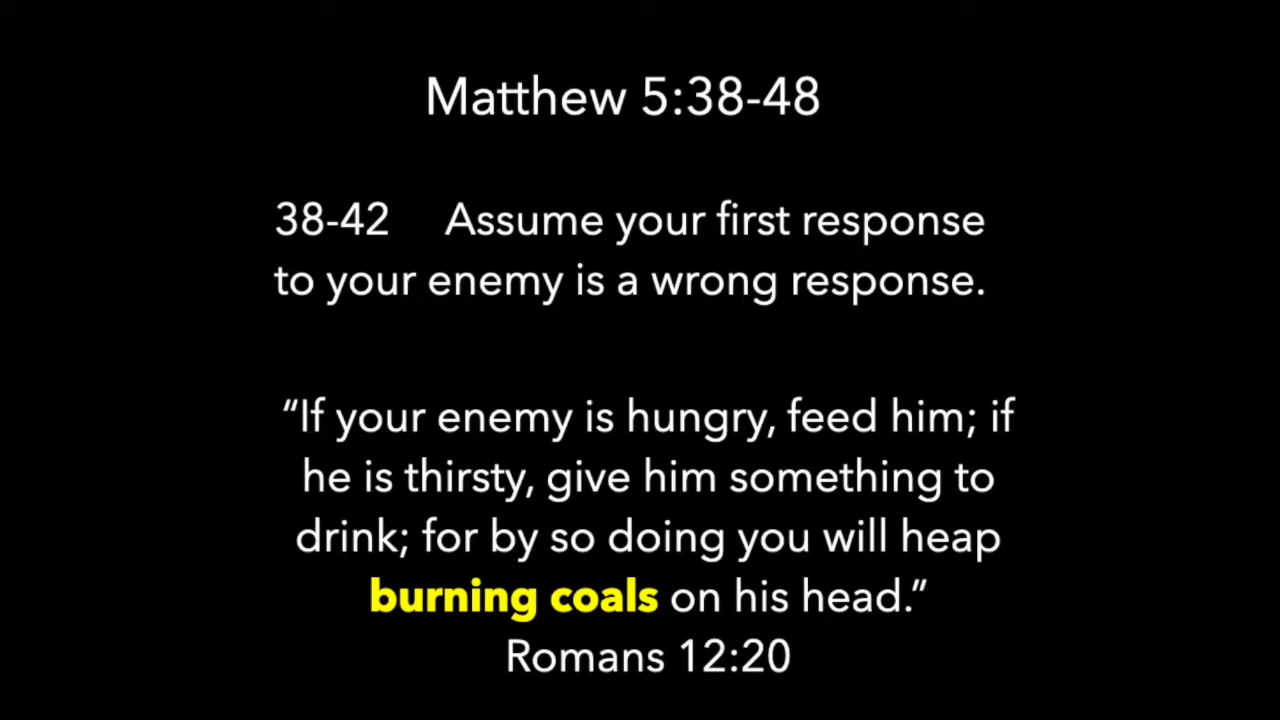 Matthew 5:38-48
38-42 Assume your first response
to your enemy is a wrong response.
“If your enemy is hungry, feed him; if
he is thirsty, give him something to
drink; for by so doing you will heap
burning coals on his head.”
Romans 12:20